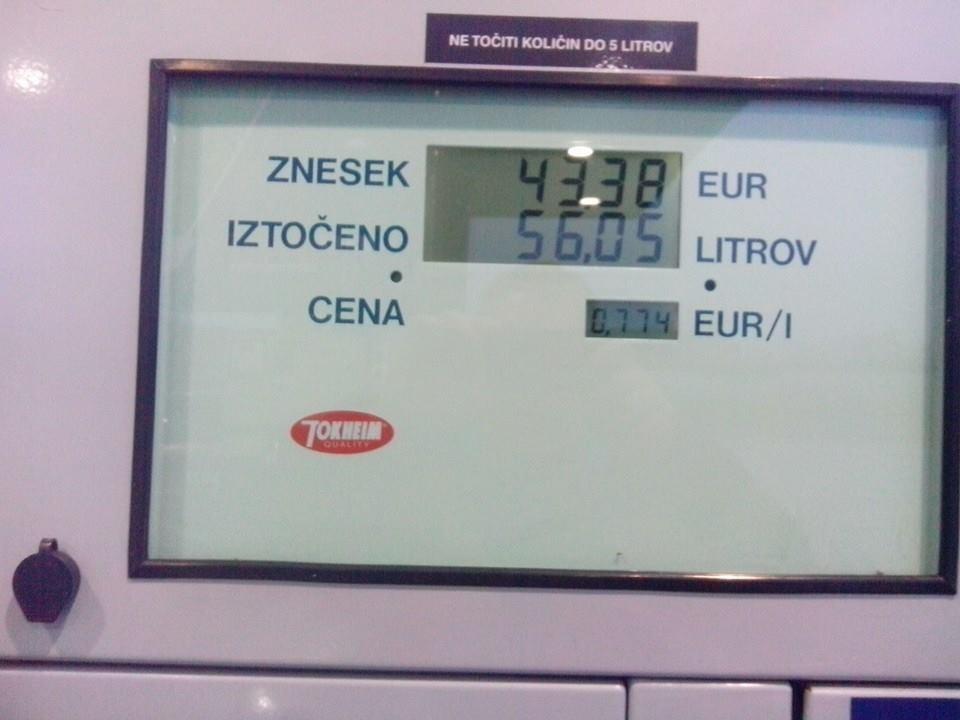 NE TOČITI KOLIČIN DO 5 LITROV
ZNESEK 43,38 EUR
IZTOČENO 56,05 LITROV
CENA 0,774 EUR/l
TOKHEIM
QUALITY